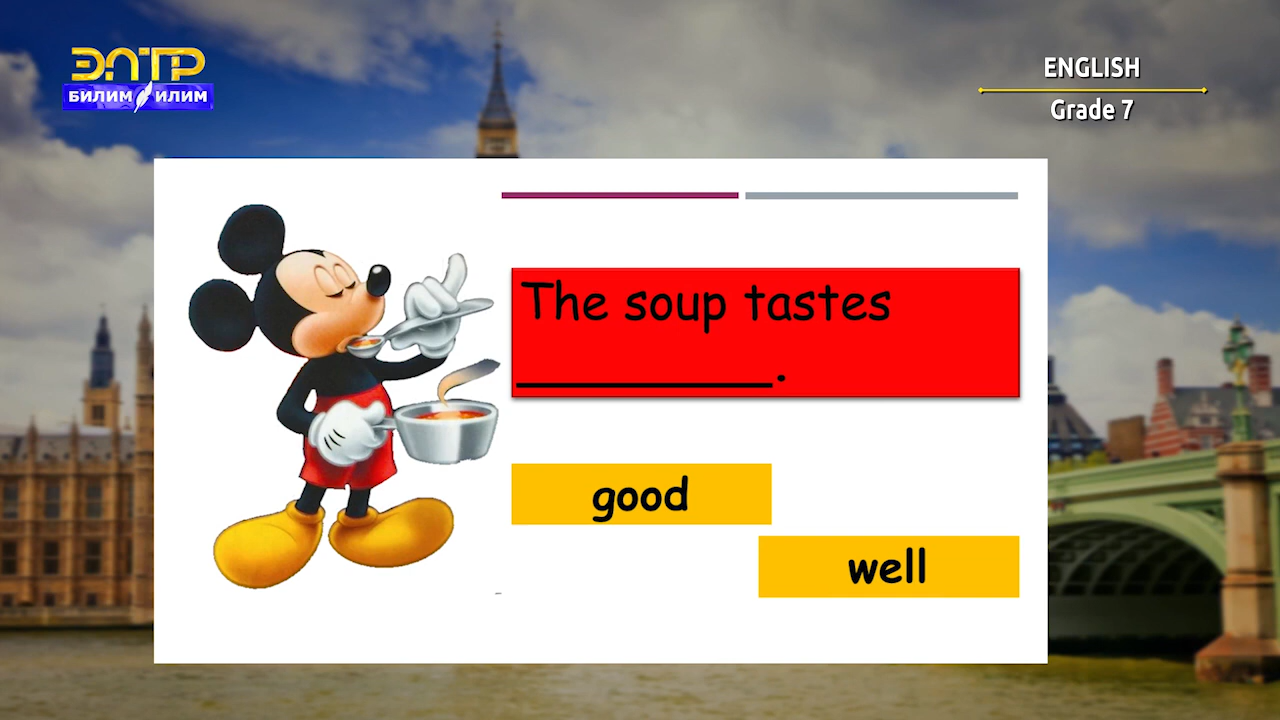 ЭЛТР
БИЛИМ ИЛИМ
ENGLISH
Grade 7
The soup tastes
__________.
good
well